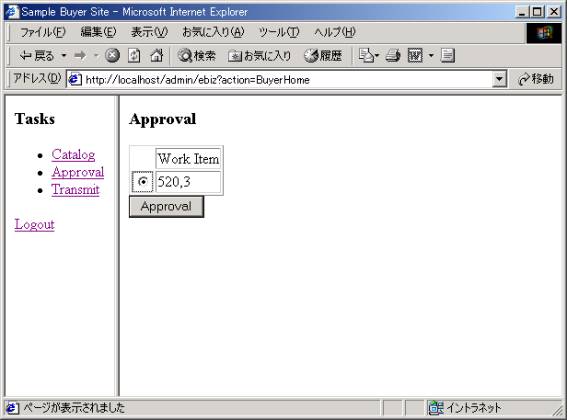 Sample Buyer Site - Microsoft Internet Explorer
ファイル(F) 編集(E) 表示(V) お気に入り(A) ツール(T) ヘルプ(H)
戻る 検索 お気に入り 履歴
アドレス(D) http://localhost/admin/ebiz?action=BuyerHome 移動
Tasks
Catalog
Approval
Transmit
Logout
Approval
Work Item
520,3
Approval
ページが表示されました イントラネット